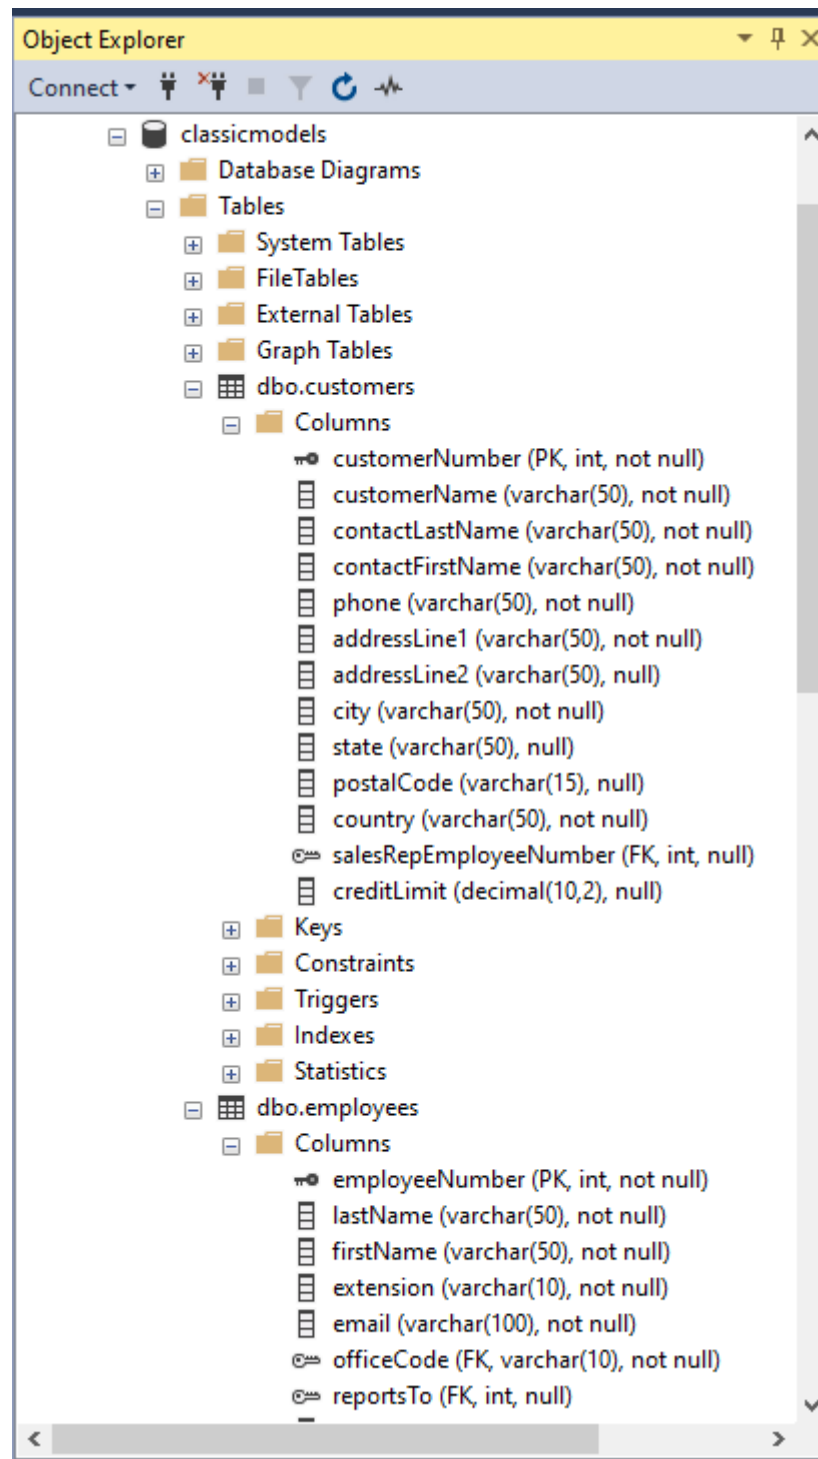 Object Explorer
Connect
classicmodels
Database Diagrams
Tables
System Tables
FileTables
External Tables
Graph Tables
dbo.customers
Columns
customerNumber (PK, int, not null)
customerName (varchar(50), not null)
contactLastName (varchar(50), not null)
contactFirstName (varchar(50), not null)
phone (varchar(50), not null)
addressLine1 (varchar(50), not null)
addressLine2 (varchar(50), null)
city (varchar(50), not null)
state (varchar(50), null)
postalCode (varchar(15), null)
country (varchar(50), not null)
salesRepEmployeeNumber (FK, int, null)
creditLimit (decimal(10,2), null)
Keys
Constraints
Triggers
Indexes
Statistics
dbo.employees
Columns
employeeNumber (PK, int, not null)
lastName (varchar(50), not null)
firstName (varchar(50), not null)
extension (varchar(10), not null)
email (varchar(100), not null)
officeCode (FK, varchar(10), not null)
reportsTo (FK, int, null)